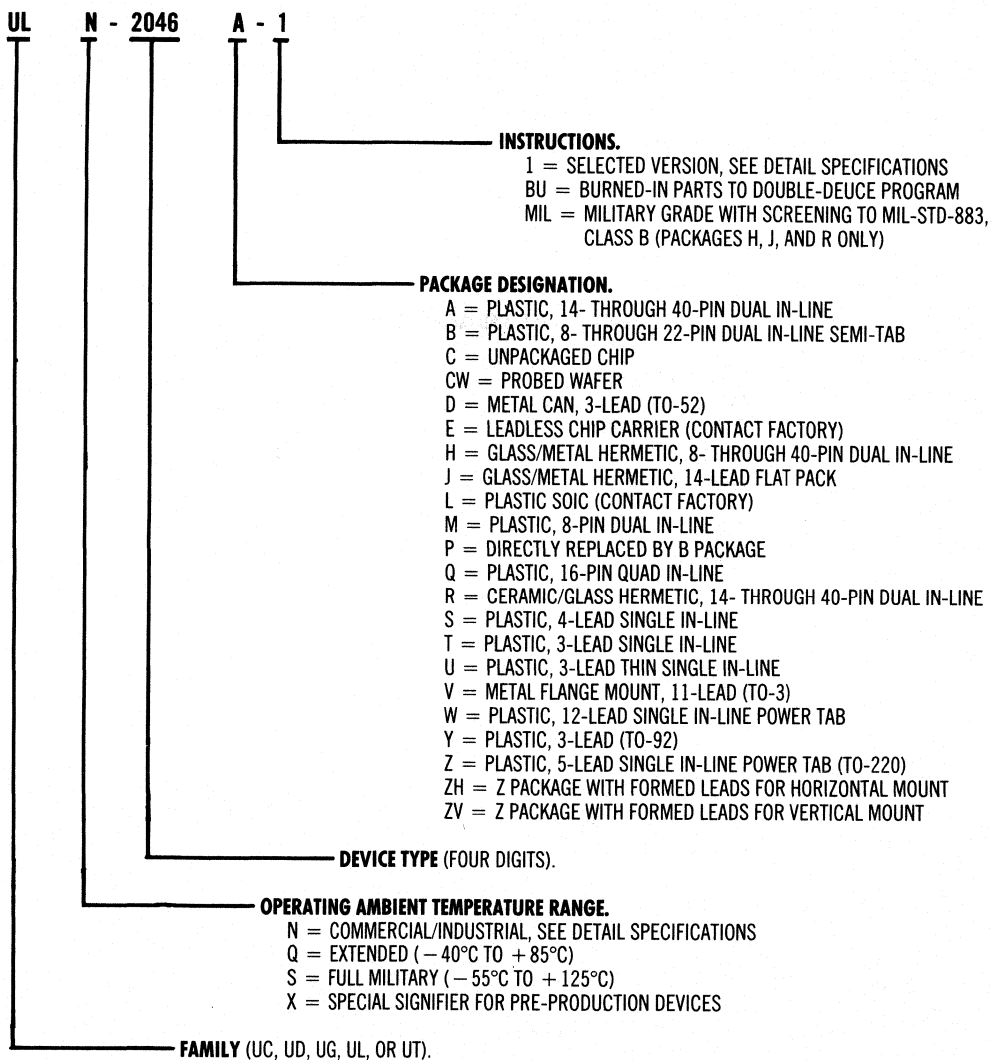 UL N - 2046 A - 1
INSTRUCTIONS.
1 = SELECTED VERSION, SEE DETAIL SPECIFICATIONS
BU = BURNED-IN PARTS TO DOUBLE-DEUCE PROGRAM
MIL = MILITARY GRADE WITH SCREENING TO MIL-STD-883,
CLASS B (PACKAGES H, J, AND R ONLY)
PACKAGE DESIGNATION.
A = PLASTIC, 14- THROUGH 40-PIN DUAL IN-LINE
B = PLASTIC, 8- THROUGH 22-PIN DUAL IN-LINE SEMI-TAB
C = UNPACKAGED CHIP
CW = PROBED WAFER
D = METAL CAN, 3-LEAD (TO-52)
E = LEADLESS CHIP CARRIER (CONTACT FACTORY)
H = GLASS/METAL HERMETIC, 8- THROUGH 40-PIN DUAL IN-LINE
J = GLASS/METAL HERMETIC, 14-LEAD FLAT PACK
L = PLASTIC SOIC (CONTACT FACTORY)
M = PLASTIC, 8-PIN DUAL IN-LINE
P = DIRECTLY REPLACED BY B PACKAGE
Q = PLASTIC, 16-PIN QUAD IN-LINE
R = CERAMIC/GLASS HERMETIC, 14- THROUGH 40-PIN DUAL IN-LINE
S = PLASTIC, 4-LEAD SINGLE IN-LINE
T = PLASTIC, 3-LEAD SINGLE IN-LINE
U = PLASTIC, 3-LEAD THIN SINGLE IN-LINE
V = METAL FLANGE MOUNT, 11-LEAD (TO-3)
W = PLASTIC, 12-LEAD SINGLE IN-LINE POWER TAB
Y = PLASTIC, 3-LEAD (TO-92)
Z = PLASTIC, 5-LEAD SINGLE IN-LINE POWER TAB (TO-220)
ZH = Z PACKAGE WITH FORMED LEADS FOR HORIZONTAL MOUNT
ZV = Z PACKAGE WITH FORMED LEADS FOR VERTICAL MOUNT
DEVICE TYPE (FOUR DIGITS).
OPERATING AMBIENT TEMPERATURE RANGE.
N = COMMERCIAL/INDUSTRIAL, SEE DETAIL SPECIFICATIONS
Q = EXTENDED (−40°C TO +85°C)
S = FULL MILITARY (−55°C TO +125°C)
X = SPECIAL SIGNIFIER FOR PRE-PRODUCTION DEVICES
FAMILY (UC, UD, UG, UL, OR UT).